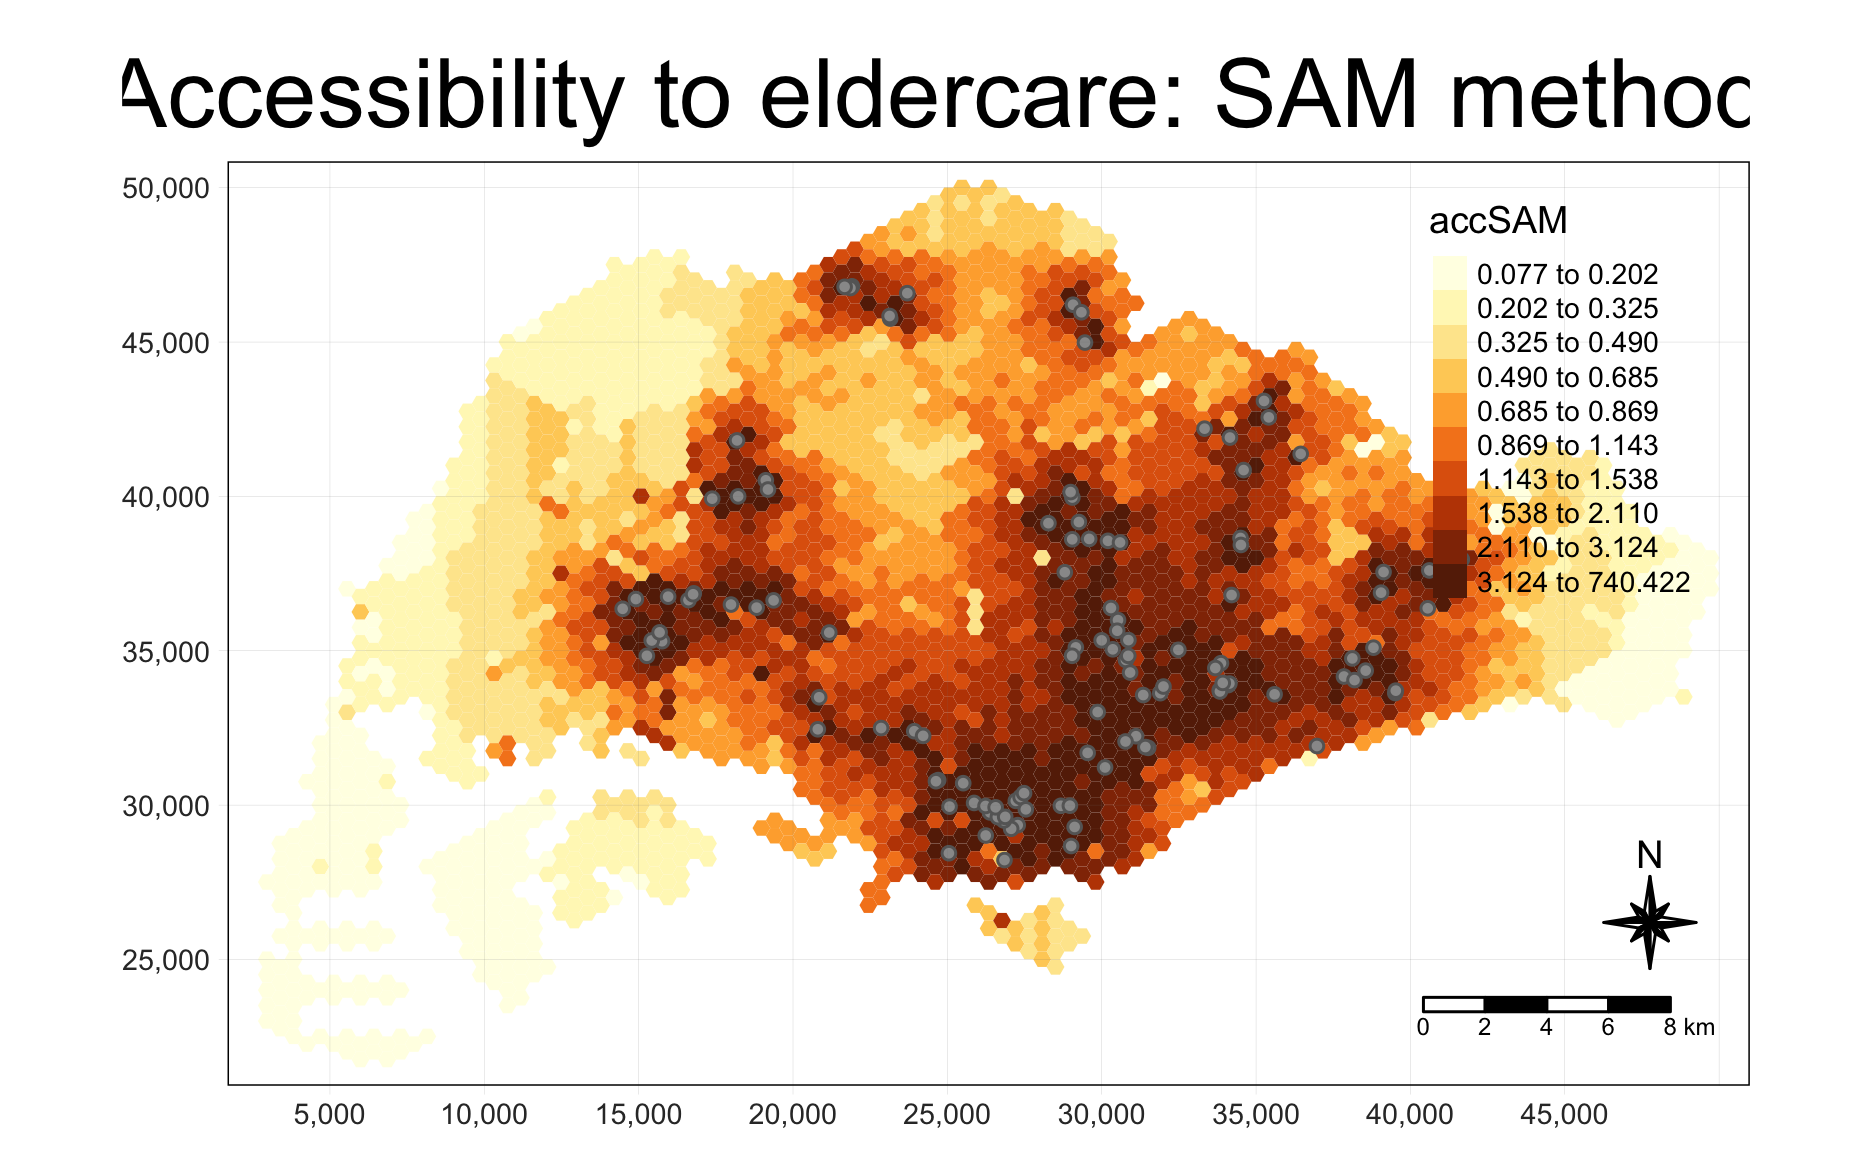 Accessibility to eldercare: SAM method
50,000
45,000
40,000
35,000
30,000
25,000
accSAM
0.077 to 0.202
0.202 to 0.325
0.325 to 0.490
0.490 to 0.685
0.685 to 0.869
0.869 to 1.143
1.143 to 1.538
1.538 to 2.110
2.110 to 3.124
3.124 to 740.422
N
0 2 4 6 8 km
5,000 10,000 15,000 20,000 25,000 30,000 35,000 40,000 45,000